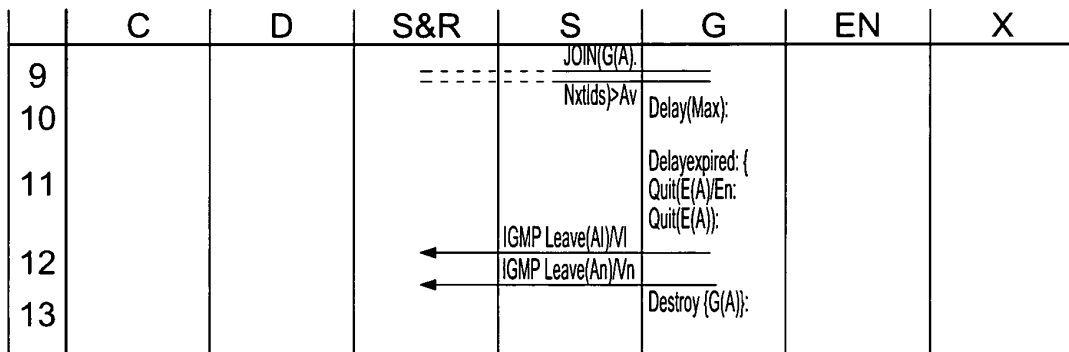 C D S&R S G EN X
9 JOIN(G(A).
NxtIds)>Av
10 Delay(Max):
Delayexpired: {
11 Quit(E(A)/En:
Quit(E(A)):
IGMP Leave(Al)/Vl
12 IGMP Leave(An)/Vn
13 Destroy {G(A)}: